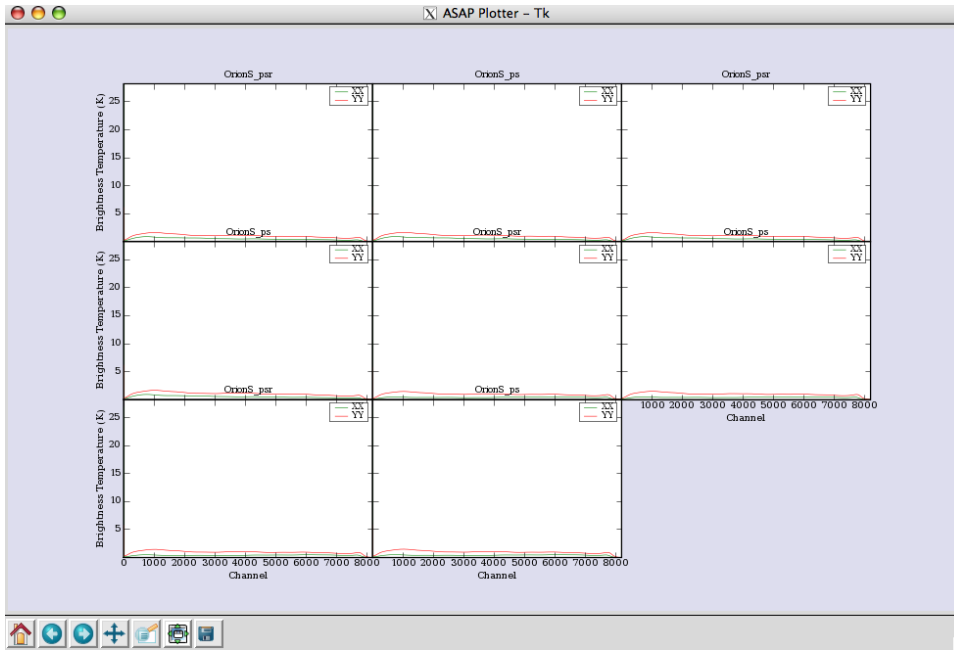 ASAP Plotter - Tk
OrionS_psr
OrionS_ps
OrionS_psr
Brightness Temperature (K)
25
20
15
10
5
XX
YY
XX
YY
XX
YY
OrionS_ps
OrionS_psr
OrionS_ps
Brightness Temperature (K)
25
20
15
10
5
XX
YY
XX
YY
XX
YY
1000 2000 3000 4000 5000 6000 7000 8000
Channel
OrionS_psr
OrionS_ps
Brightness Temperature (K)
25
20
15
10
5
XX
YY
XX
YY
0 1000 2000 3000 4000 5000 6000 7000 8000
1000 2000 3000 4000 5000 6000 7000 8000
Channel
Channel